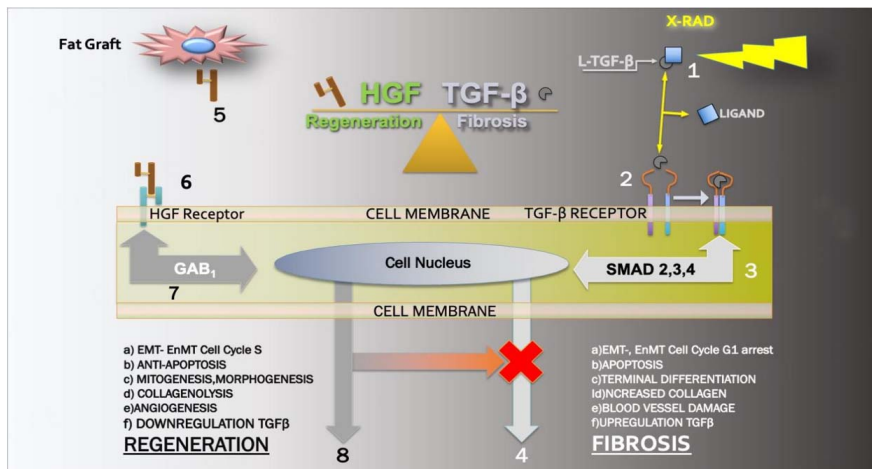 X-RAD
Fat Graft
L-TGF-β
1
5
HGF TGF-β
Regeneration Fibrosis
LIGAND
6
2
HGF Receptor CELL MEMBRANE TGF-β RECEPTOR
GAB1
Cell Nucleus
SMAD 2,3,4
3
7
CELL MEMBRANE
a) EMT- EnMT Cell Cycle S
b) ANTI-APOPTOSIS
c) MITOGENESIS,MORPHOGENESIS
d) COLLAGENOLYSIS
e)ANGIOGENESIS
f) DOWNREGULATION TGFβ
REGENERATION
8
4
a)EMT-, EnMT Cell Cycle G1 arrest
b)APOPTOSIS
c)TERMINAL DIFFERENTIATION
Id)NCREASED COLLAGEN
e)BLOOD VESSEL DAMAGE
f)UPREGULATION TGFβ
FIBROSIS